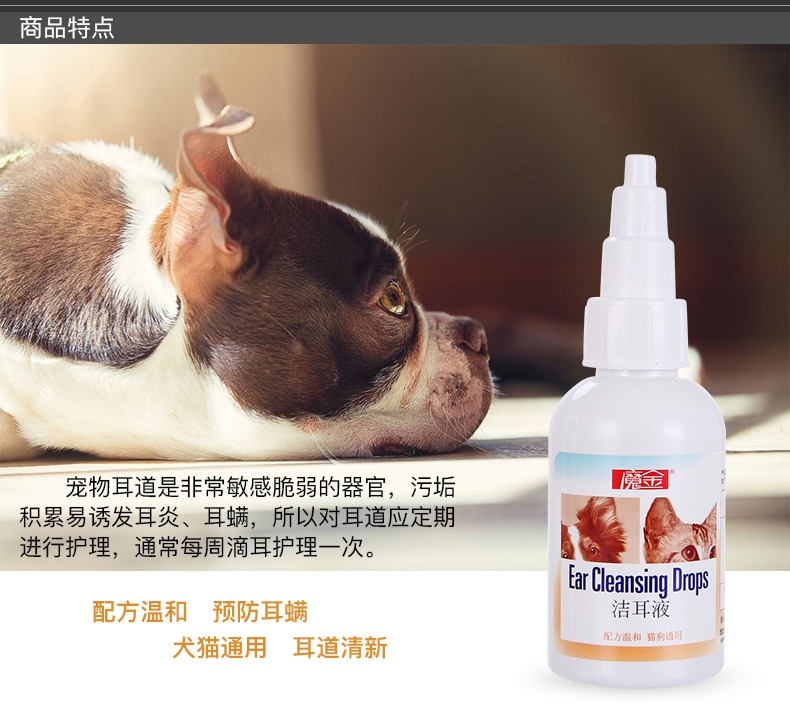 商品特点
宠物耳道是非常敏感脆弱的器官，污垢
积累易诱发耳炎、耳螨，所以对耳道应定期
进行护理，通常每周滴耳护理一次。
配方温和 预防耳螨
犬猫通用 耳道清新
魔金®
Ear Cleansing Drops
洁耳液
配方温和 猫狗适用